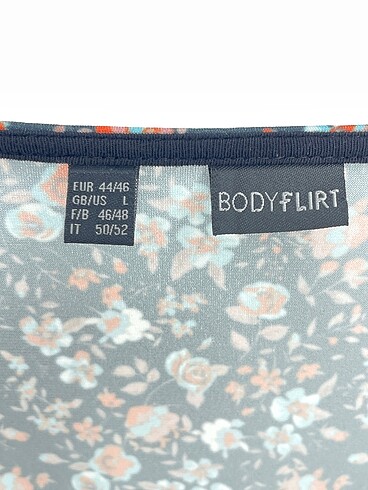 EUR 44/46
GB/US L
F/B 46/48
IT 50/52
BODYFLIRT